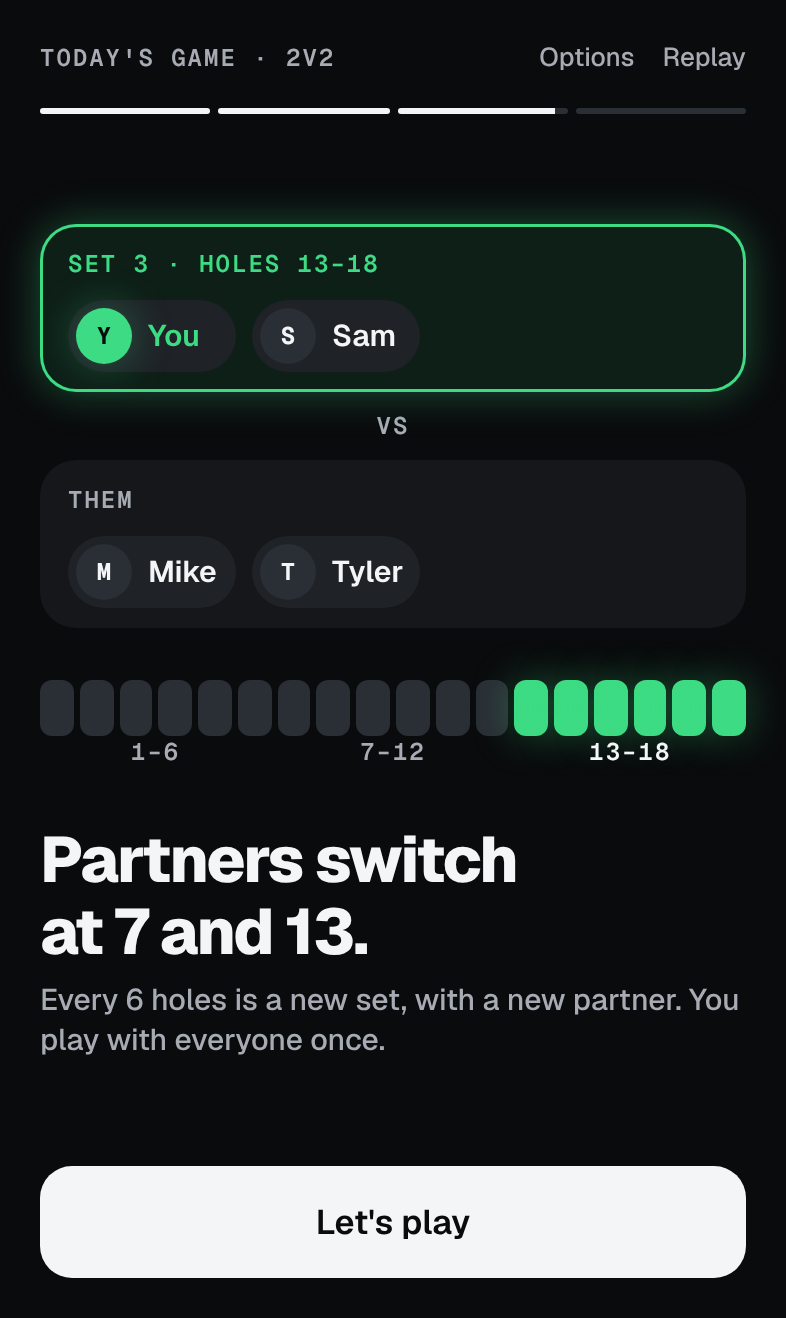 TODAY'S GAME · 2V2
Options
Replay
SET 3 · HOLES 13–18
Y You
S Sam
VS
THEM
M Mike
T Tyler
1–6
7–12
13–18
Partners switch
at 7 and 13.
Every 6 holes is a new set, with a new partner. You
play with everyone once.
Let's play